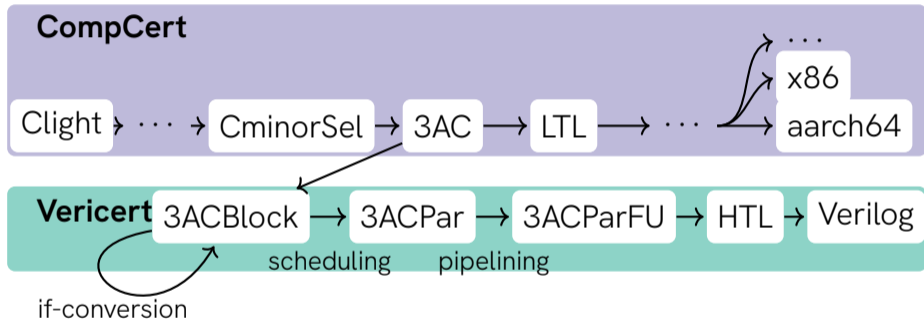 CompCert
· · ·
x86
Clight · · · CminorSel 3AC LTL · · · aarch64
Vericert 3ACBlock 3ACPar 3ACParFU HTL Verilog
scheduling pipelining
if-conversion